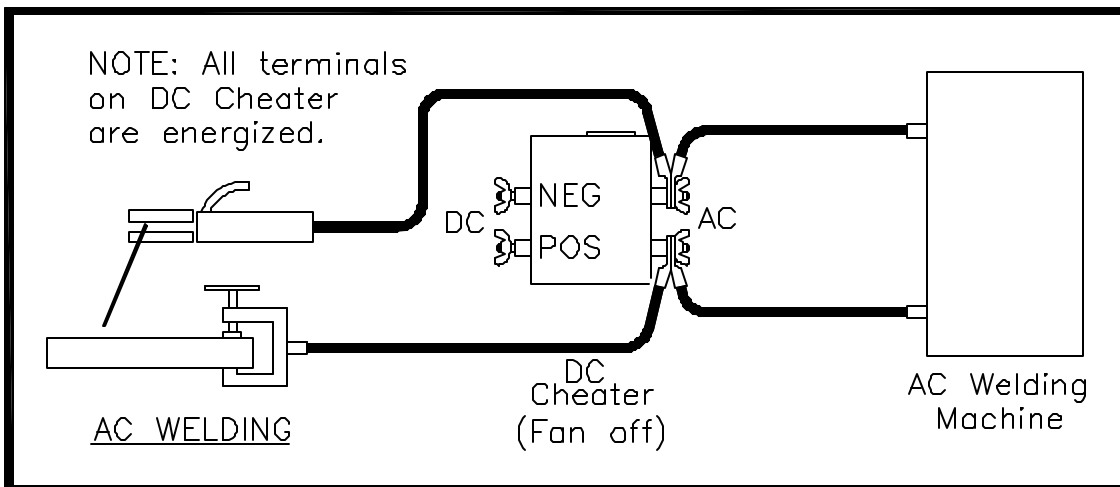 NOTE: All terminals
on DC Cheater
are energized.
NEG
DC
AC
POS
DC
Cheater
(Fan off)
AC Welding
Machine
AC WELDING